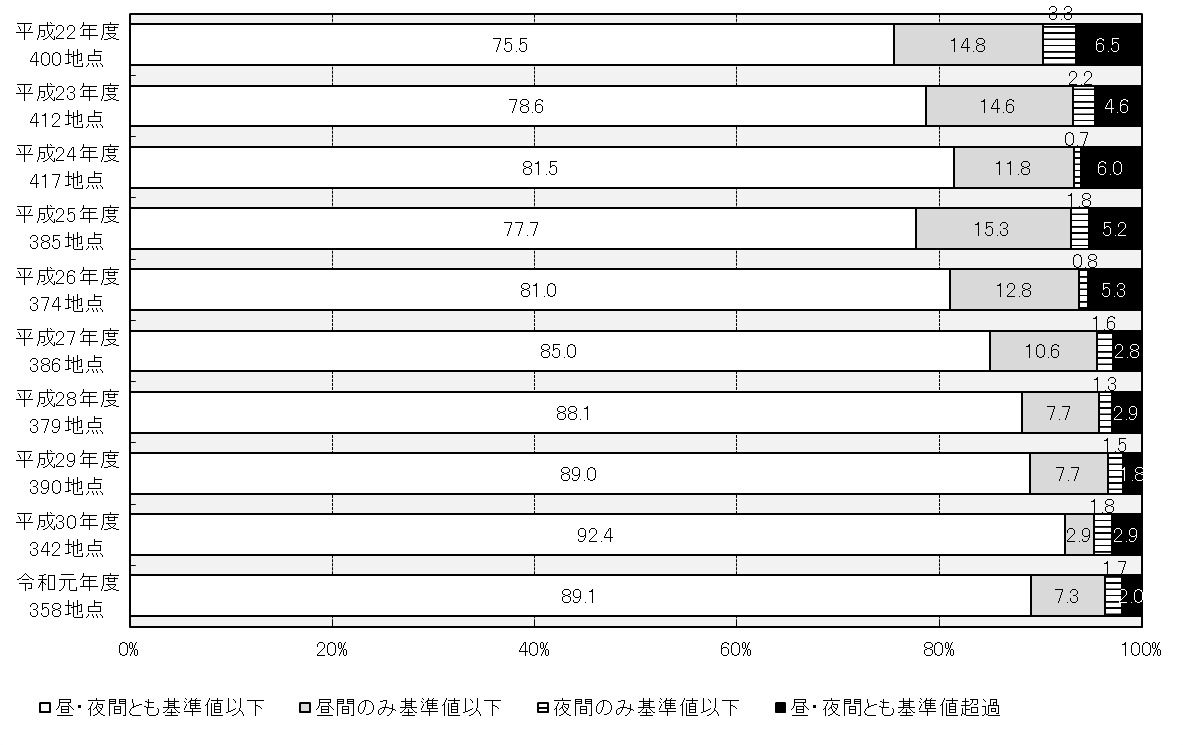 3.3
平成22年度
400地点
75.5 14.8 6.5
2.2
平成23年度
412地点
78.6 14.6 4.6
0.7
平成24年度
417地点
81.5 11.8 6.0
1.8
平成25年度
385地点
77.7 15.3 5.2
0.8
平成26年度
374地点
81.0 12.8 5.3
1.6
平成27年度
386地点
85.0 10.6 2.8
1.3
平成28年度
379地点
88.1 7.7 2.9
1.5
平成29年度
390地点
89.0 7.7 1.8
1.8
平成30年度
342地点
92.4 2.9 2.9
1.7
令和元年度
358地点
89.1 7.3 2.0
0% 20% 40% 60% 80% 100%
昼・夜間とも基準値以下 昼間のみ基準値以下 夜間のみ基準値以下 昼・夜間とも基準値超過